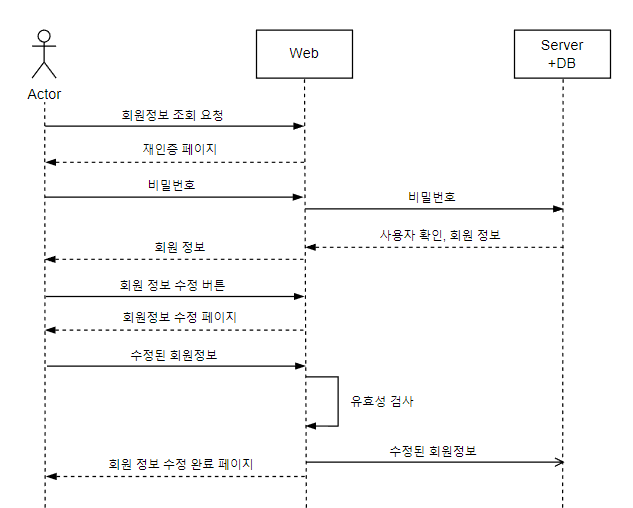 Web
Server
+DB
Actor
회원정보 조회 요청
재인증 페이지
비밀번호
비밀번호
사용자 확인, 회원 정보
회원 정보
회원 정보 수정 버튼
회원정보 수정 페이지
수정된 회원정보
유효성 검사
수정된 회원정보
회원 정보 수정 완료 페이지